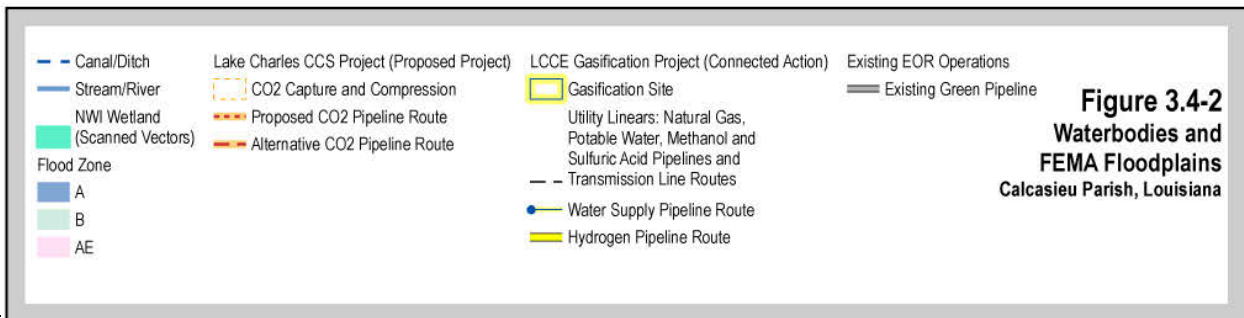 Canal/Ditch
Stream/River
NWI Wetland
(Scanned Vectors)
Flood Zone
A
B
AE
Lake Charles CCS Project (Proposed Project)
CO2 Capture and Compression
Proposed CO2 Pipeline Route
Alternative CO2 Pipeline Route
LCCE Gasification Project (Connected Action)
Gasification Site
Utility Linears: Natural Gas,
Potable Water, Methanol and
Sulfuric Acid Pipelines and
Transmission Line Routes
Water Supply Pipeline Route
Hydrogen Pipeline Route
Existing EOR Operations
Existing Green Pipeline
Figure 3.4-2
Waterbodies and
FEMA Floodplains
Calcasieu Parish, Louisiana